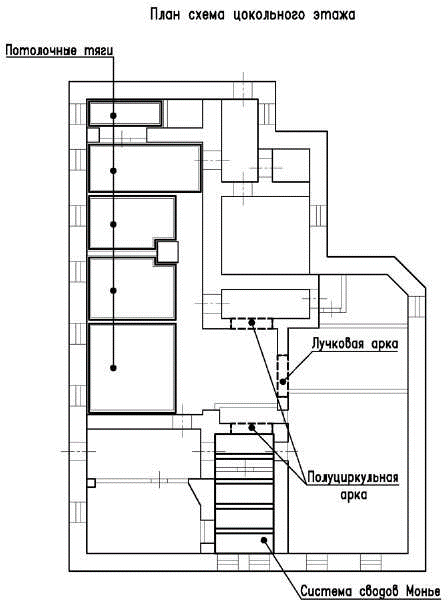 План схема цокольного этажа
Потолочные тяги
Лучковая арка
Полуциркульная
арка
Система сводов Монье